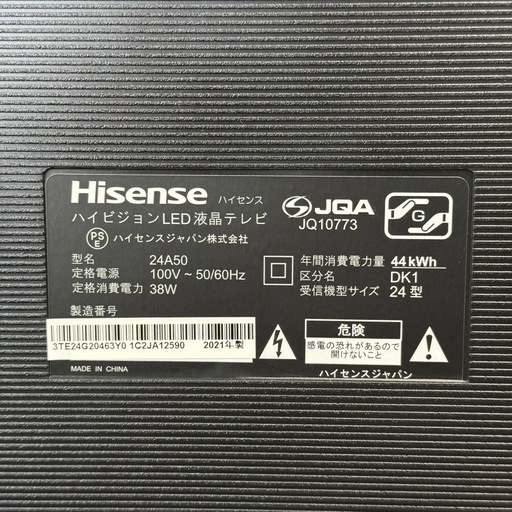 Hisense ハイセンス
ハイビジョンLED液晶テレビ
PS
E
ハイセンスジャパン株式会社
JQA
JQ10773
G
型名 24A50
定格電源 100V～50/60Hz
定格消費電力 38W
年間消費電力量 44kWh
区分名 DK1
受信機型サイズ 24型
製造番号
3TE24G20463Y0 1C2JA12590 2021年製
MADE IN CHINA
危険
感電の恐れがあるので
開けないこと
ハイセンスジャパン